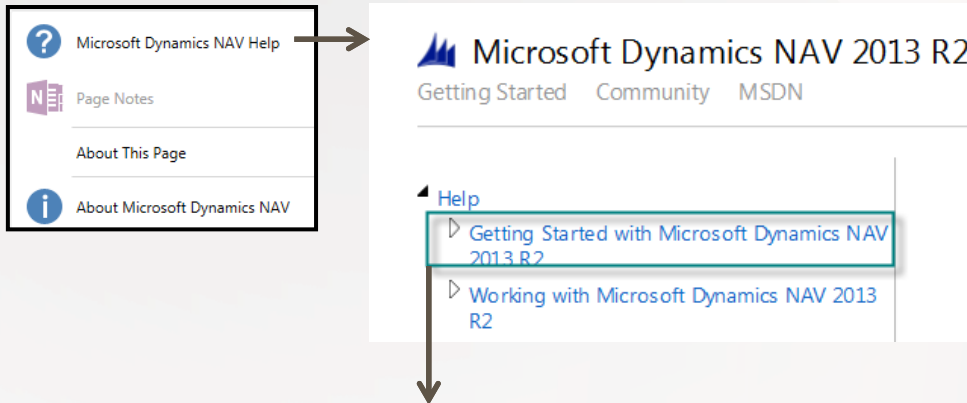 Microsoft Dynamics NAV Help
Page Notes
About This Page
About Microsoft Dynamics NAV
Microsoft Dynamics NAV 2013 R2
Getting Started Community MSDN
Help
Getting Started with Microsoft Dynamics NAV
2013 R2
Working with Microsoft Dynamics NAV 2013
R2